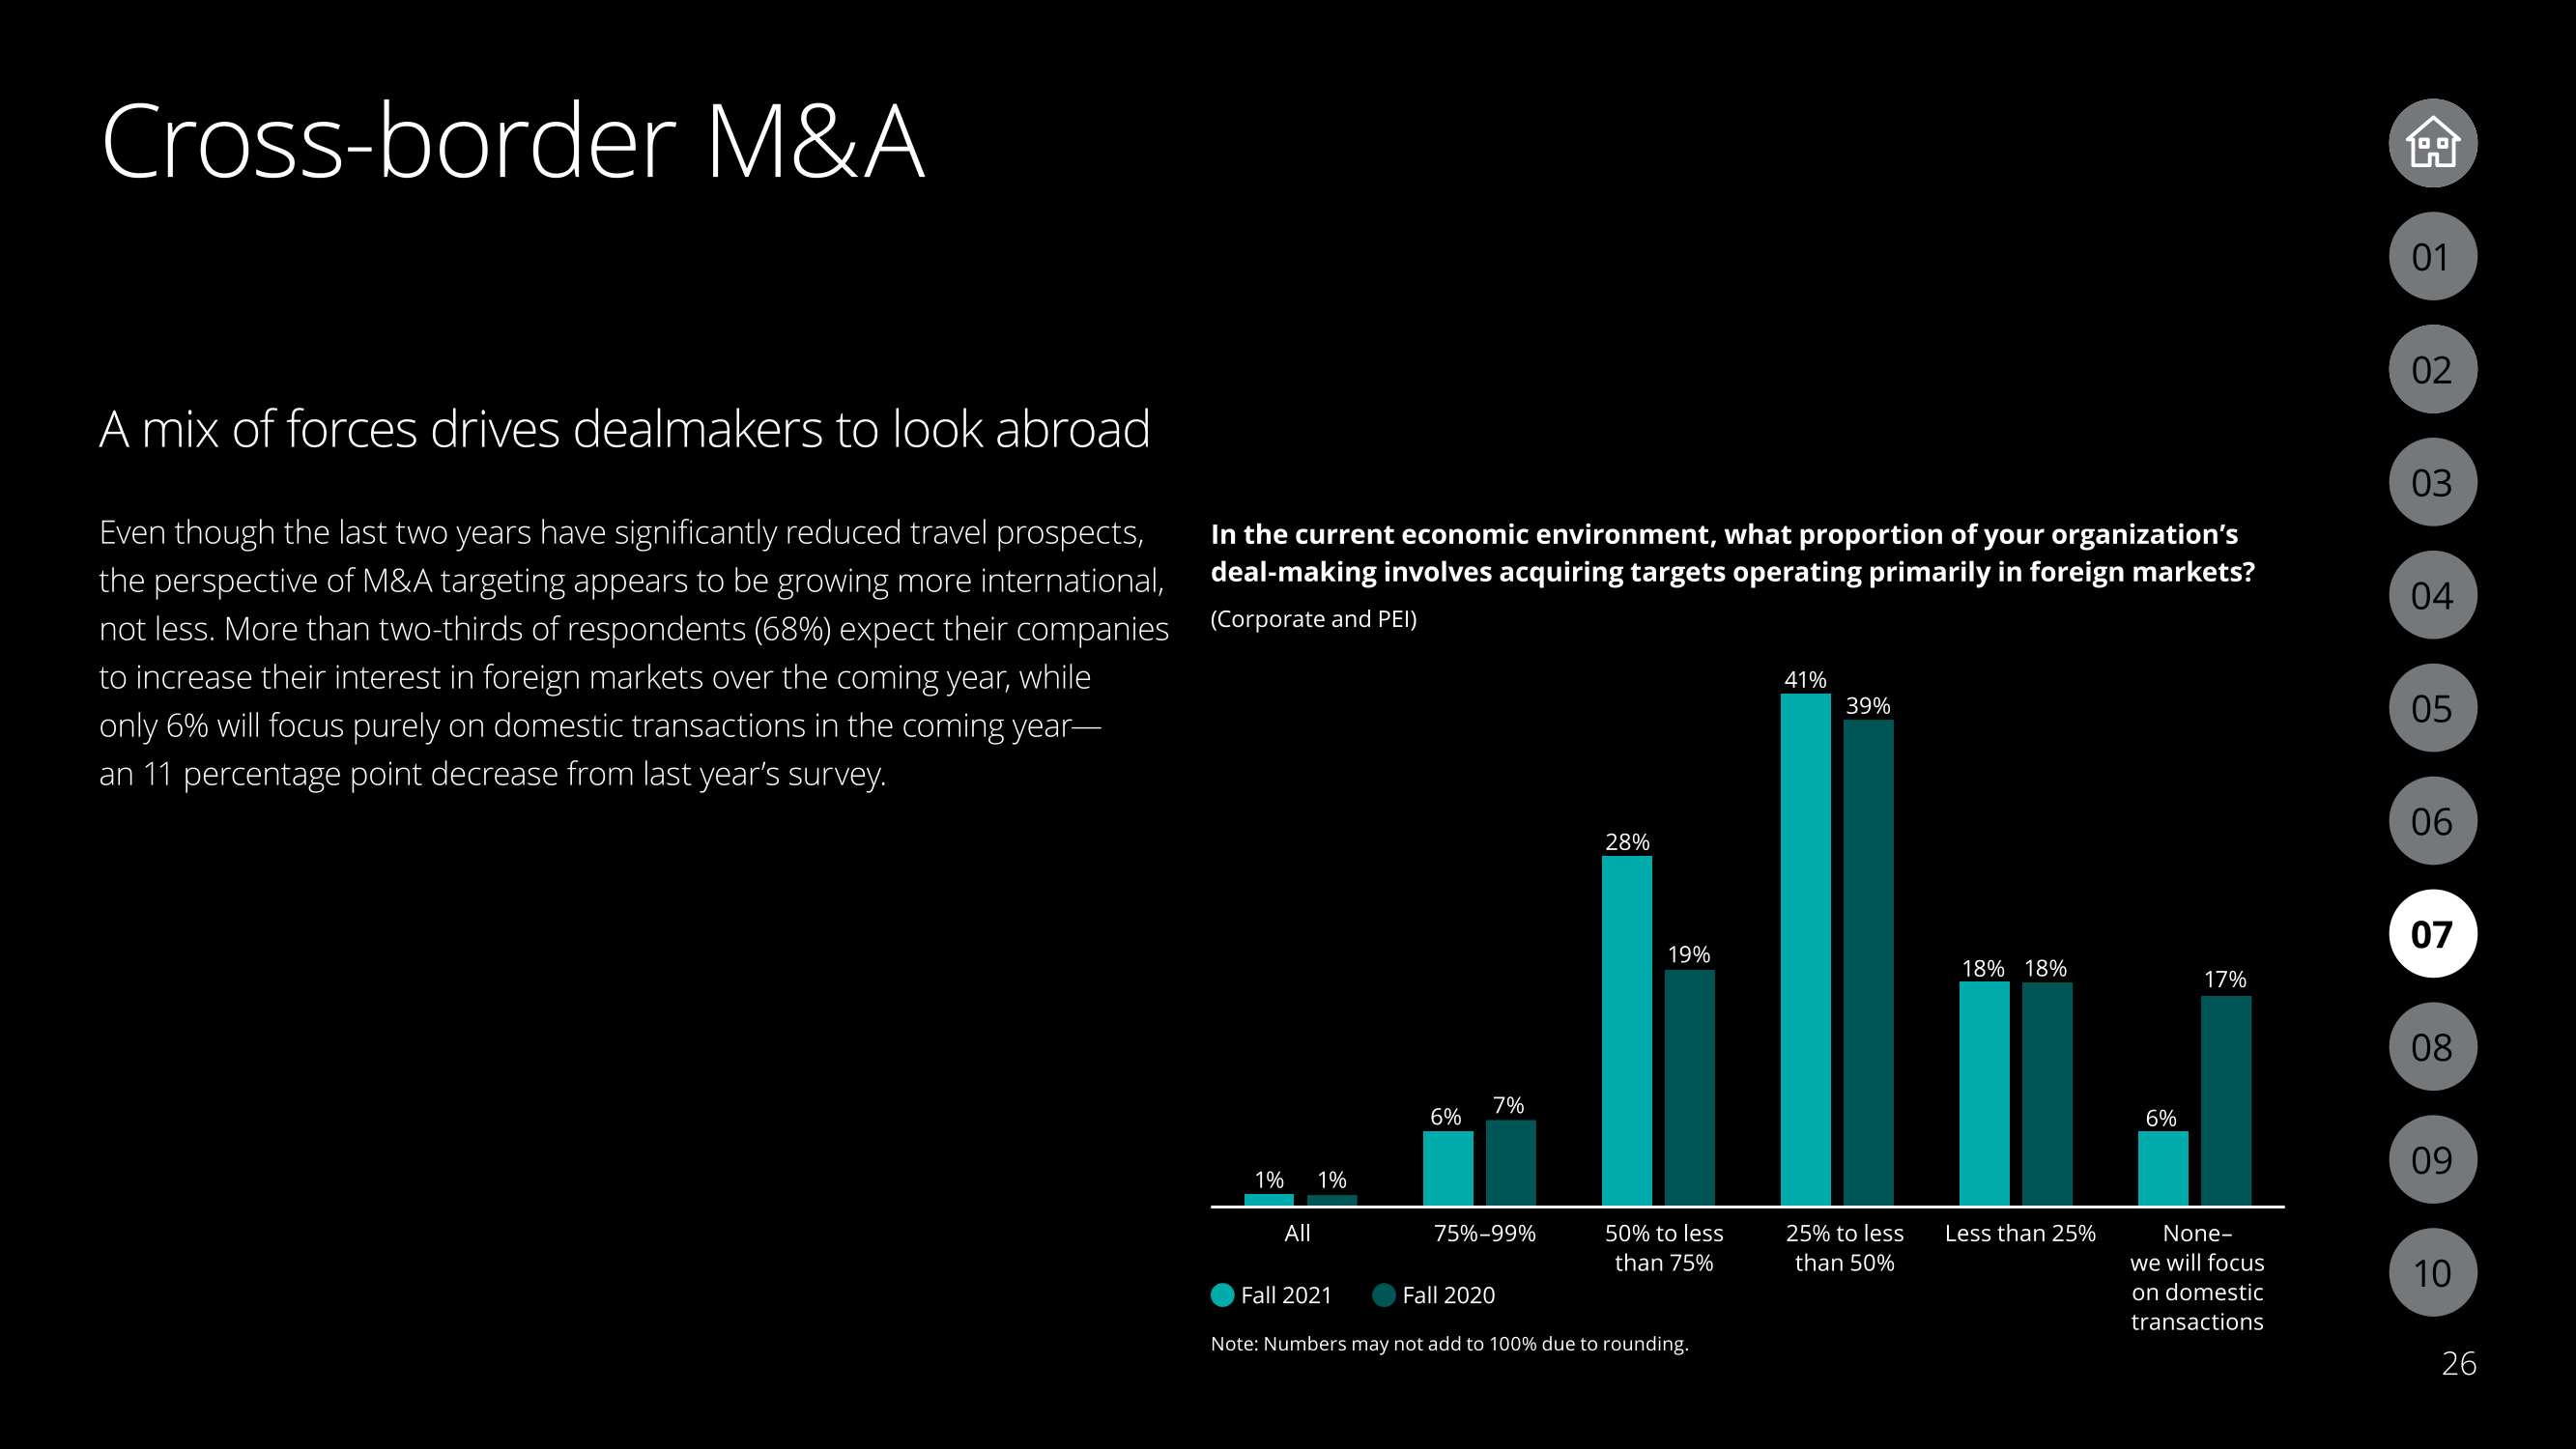 Cross-border M&A
A mix of forces drives dealmakers to look abroad
Even though the last two years have significantly reduced travel prospects,
the perspective of M&A targeting appears to be growing more international,
not less. More than two-thirds of respondents (68%) expect their companies
to increase their interest in foreign markets over the coming year, while
only 6% will focus purely on domestic transactions in the coming year—
an 11 percentage point decrease from last year’s survey.
In the current economic environment, what proportion of your organization’s
deal-making involves acquiring targets operating primarily in foreign markets?
(Corporate and PEI)
1% 1%
6% 7%
28% 19%
41% 39%
18% 18%
6% 17%
All
75%–99%
50% to less
than 75%
25% to less
than 50%
Less than 25%
None–
we will focus
on domestic
transactions
Fall 2021 Fall 2020
Note: Numbers may not add to 100% due to rounding.
01
02
03
04
05
06
07
08
09
10
26